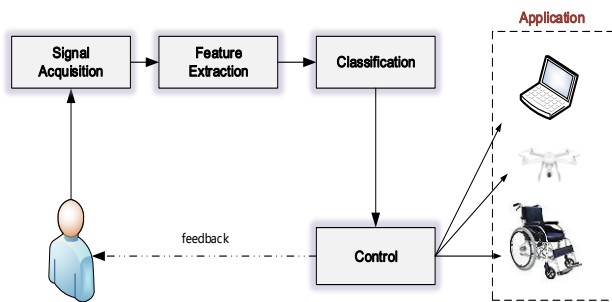 Application
Signal
Acquisition
Feature
Extraction
Classification
feedback
Control